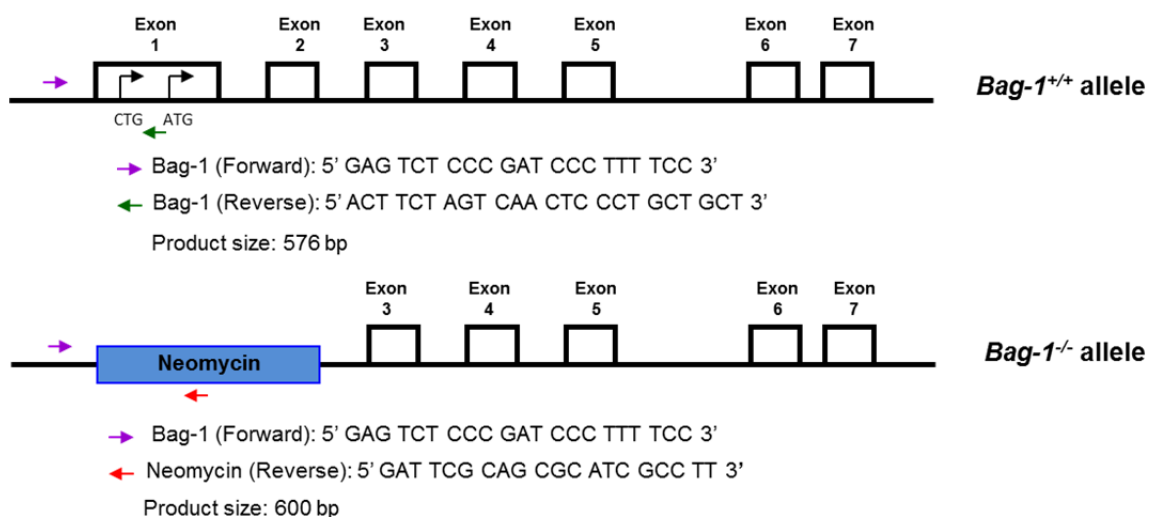 Exon 1 Exon 2 Exon 3 Exon 4 Exon 5 Exon 6 Exon 7
Bag-1+/+ allele
CTG ATG
Bag-1 (Forward): 5’ GAG TCT CCC GAT CCC TTT TCC 3’
Bag-1 (Reverse): 5’ ACT TCT AGT CAA CTC CCT GCT GCT 3’
Product size: 576 bp
Exon 3 Exon 4 Exon 5 Exon 6 Exon 7
Neomycin
Bag-1-/- allele
Bag-1 (Forward): 5’ GAG TCT CCC GAT CCC TTT TCC 3’
Neomycin (Reverse): 5’ GAT TCG CAG CGC ATC GCC TT 3’
Product size: 600 bp